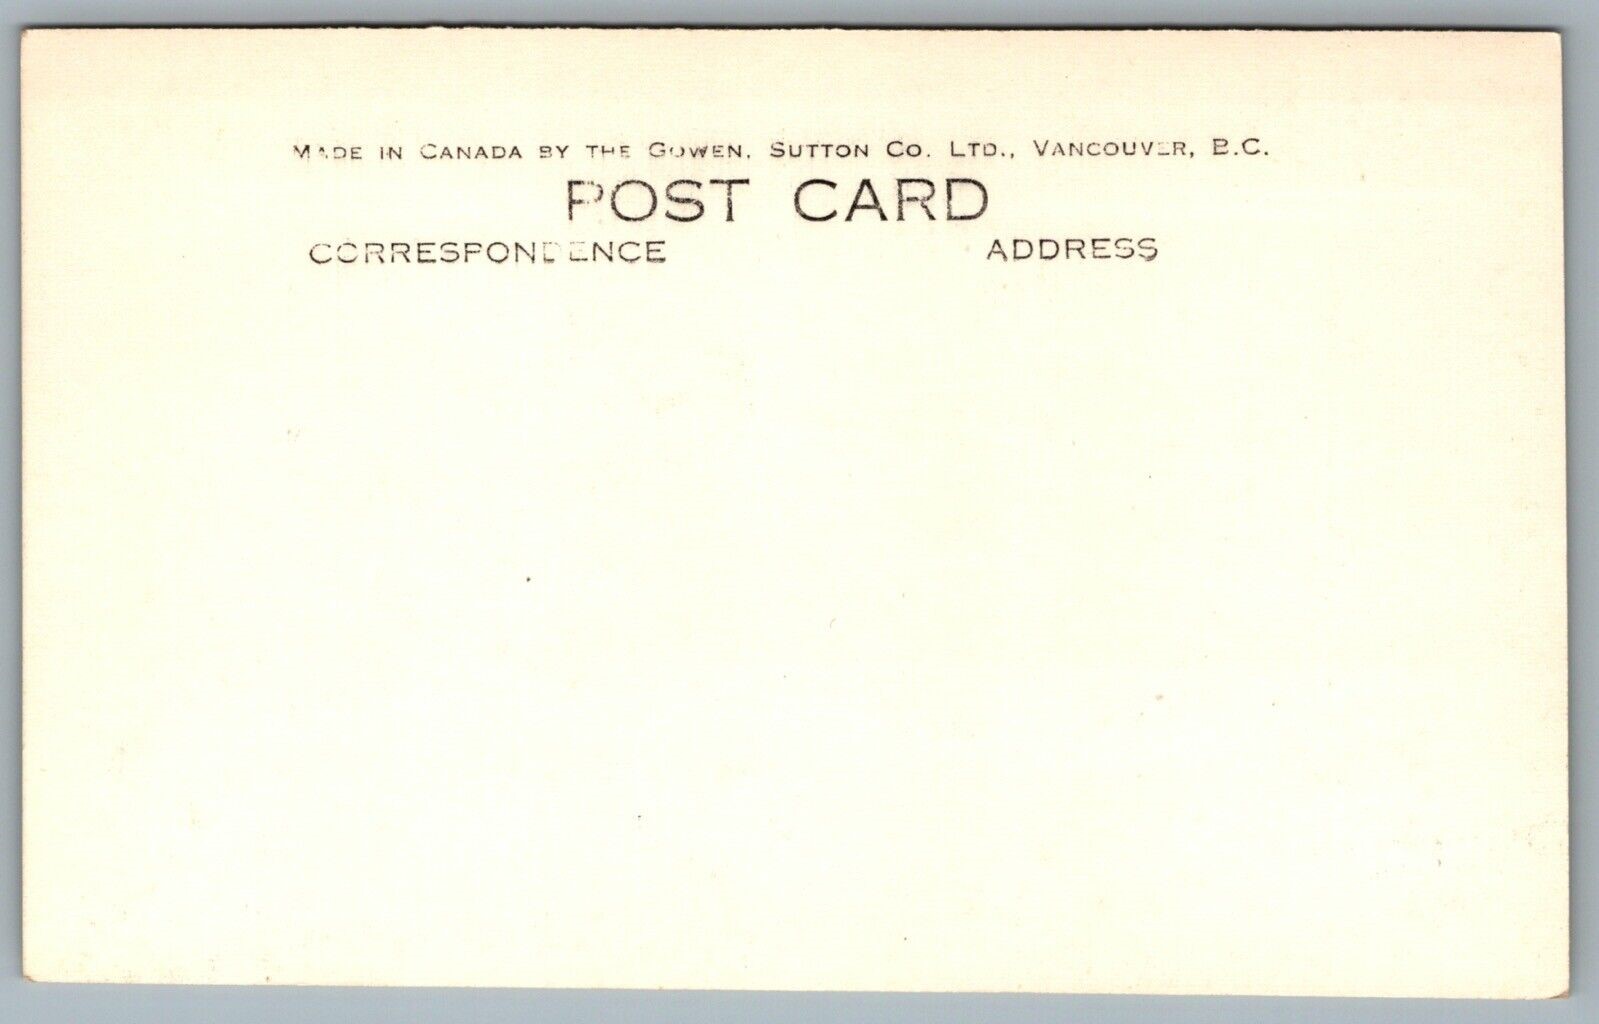 MADE IN CANADA BY THE GOWEN, SUTTON CO. LTD., VANCOUVER, B.C.
POST CARD
CORRESPONDENCE ADDRESS